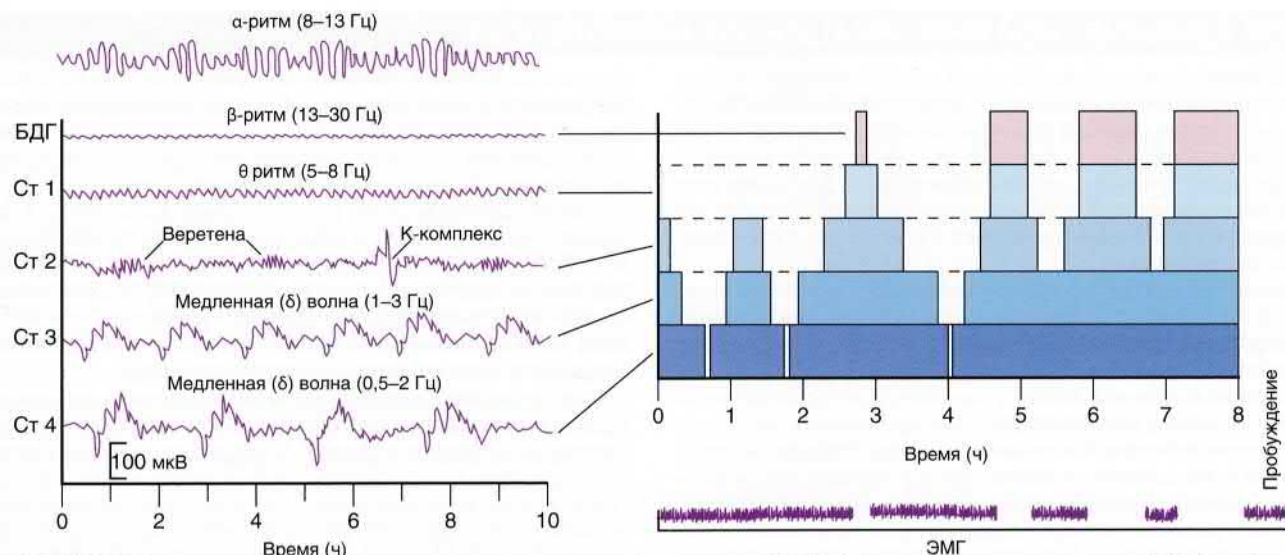 α-ритм (8–13 Гц)
БДГ
β-ритм (13–30 Гц)
Ст 1
θ ритм (5–8 Гц)
Веретена
К-комплекс
Ст 2
Медленная (δ) волна (1–3 Гц)
Ст 3
Медленная (δ) волна (0,5–2 Гц)
Ст 4
100 мкВ
0 2 4 6 8 10
Время (ч)
0 1 2 3 4 5 6 7 8
Время (ч)
Пробуждение
ЭМГ